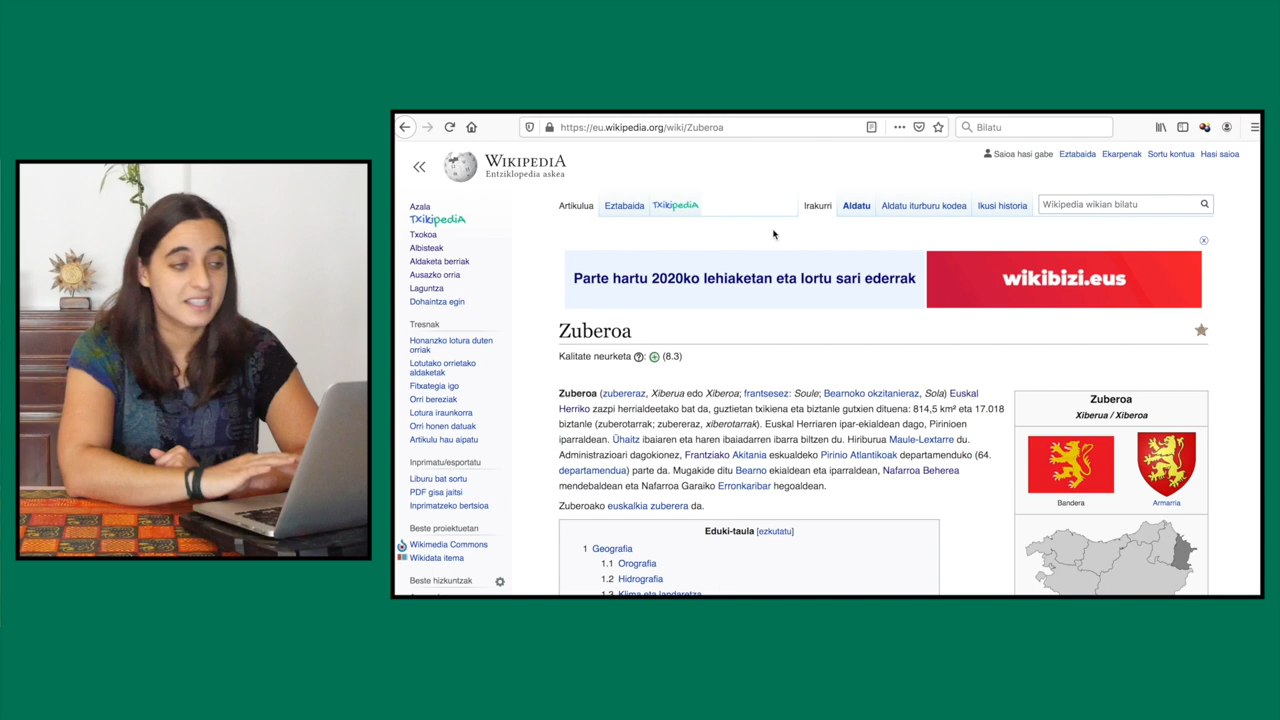 https://eu.wikipedia.org/wiki/Zuberoa
Bilatu
WIKIPEDIA
Entziklopedia askea
Saioa hasi gabe Eztabaida Ekarpenak Sortu kontua Hasi saioa
Artikulua Eztabaida TXikipediA Irakurri Aldatu Aldatu iturburu kodea Ikusi historia Wikipedia wikian bilatu
Azala
TXikipediA
Txokoa
Albisteak
Aldaketa berriak
Ausazko orria
Laguntza
Dohaintza egin
Tresnak
Honanzko lotura duten
orriak
Lotutako orrietako
aldaketak
Fitxategia igo
Orri bereziak
Lotura iraunkorra
Orri honen datuak
Artikulu hau aipatu
Inprimatu/esportatu
Liburu bat sortu
PDF gisa jaitsi
Inprimatzeko bertsioa
Beste proiektuetan
Wikimedia Commons
Wikidata itema
Beste hizkuntzak
Parte hartu 2020ko lehiaketan eta lortu sari ederrak
wikibizi.eus
Zuberoa
Kalitate neurketa ?: (8.3)
Zuberoa (zubereraz, Xiberua edo Xiberoa; frantsesez: Soule; Bearnoko okzitanieraz, Sola) Euskal
Herriko zazpi herrialdeetako bat da, guztietan txikiena eta biztanle gutxien dituena: 814,5 km² eta 17.018
biztanle (zuberotarrak; zubereraz, xiberotarrak). Euskal Herriaren ipar-ekialdean dago, Pirinioen
iparraldean. Ühaitz ibaiaren eta haren ibaiadarren ibarra biltzen du. Hiriburua Maule-Lextarre du.
Administrazioari dagokionez, Frantziako Akitania eskualdeko Pirinio Atlantikoak departamenduko (64.
departamendua) parte da. Mugakide ditu Bearno ekialdean eta iparraldean, Nafarroa Beherea
mendebaldean eta Nafarroa Garaiko Erronkaribar hegoaldean.
Zuberoako euskalkia zuberera da.
Eduki-taula [ezkutatu]
1 Geografia
1.1 Orografia
1.2 Hidrografia
1.3 Klima eta landaretza
Zuberoa
Xiberua / Xiberoa
Bandera
Armarria